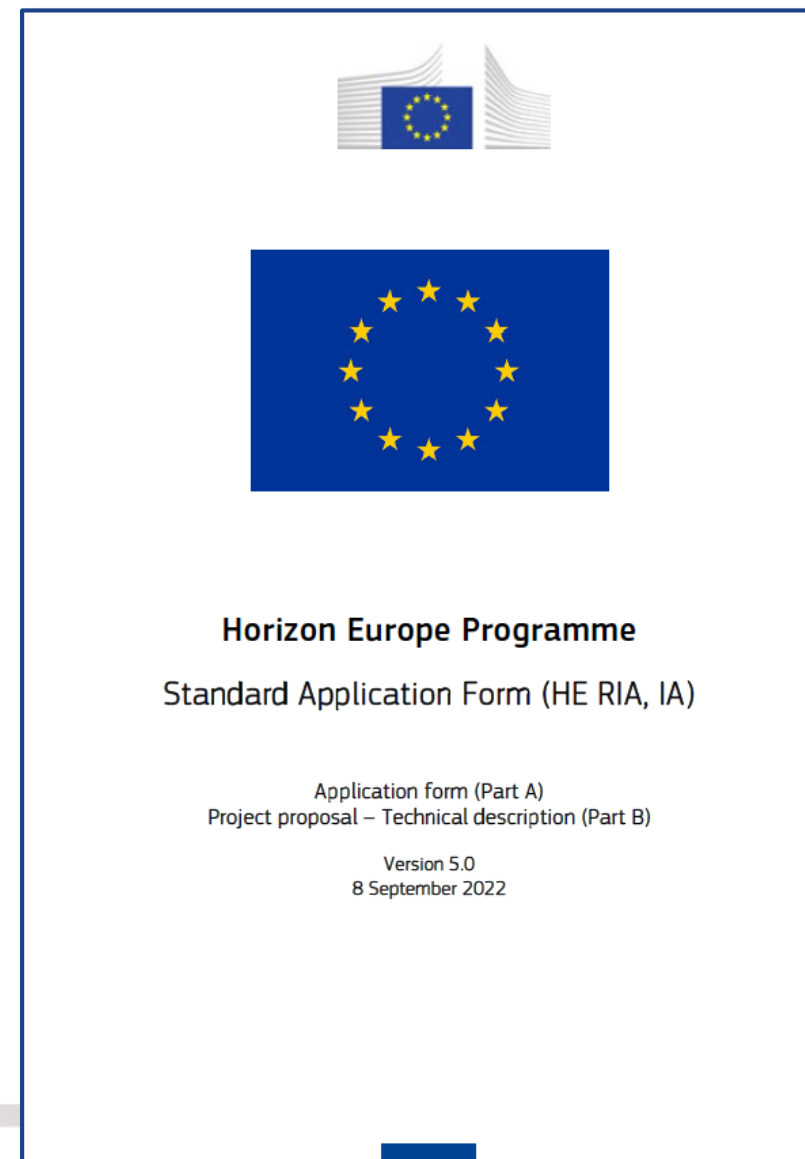 Horizon Europe Programme
Standard Application Form (HE RIA, IA)
Application form (Part A)
Project proposal – Technical description (Part B)
Version 5.0
8 September 2022